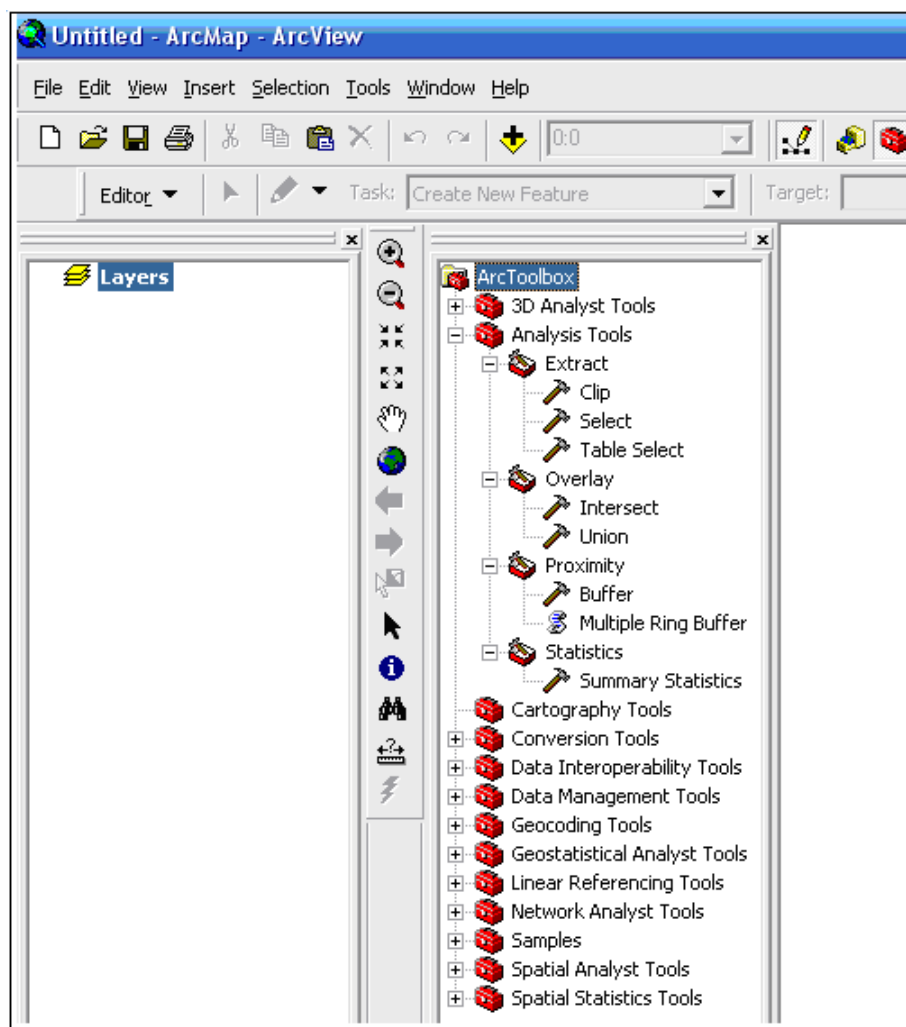 Untitled - ArcMap - ArcView
File Edit View Insert Selection Tools Window Help
0:0
Editor Task: Create New Feature Target:
Layers
ArcToolbox
3D Analyst Tools
Analysis Tools
Extract
Clip
Select
Table Select
Overlay
Intersect
Union
Proximity
Buffer
Multiple Ring Buffer
Statistics
Summary Statistics
Cartography Tools
Conversion Tools
Data Interoperability Tools
Data Management Tools
Geocoding Tools
Geostatistical Analyst Tools
Linear Referencing Tools
Network Analyst Tools
Samples
Spatial Analyst Tools
Spatial Statistics Tools